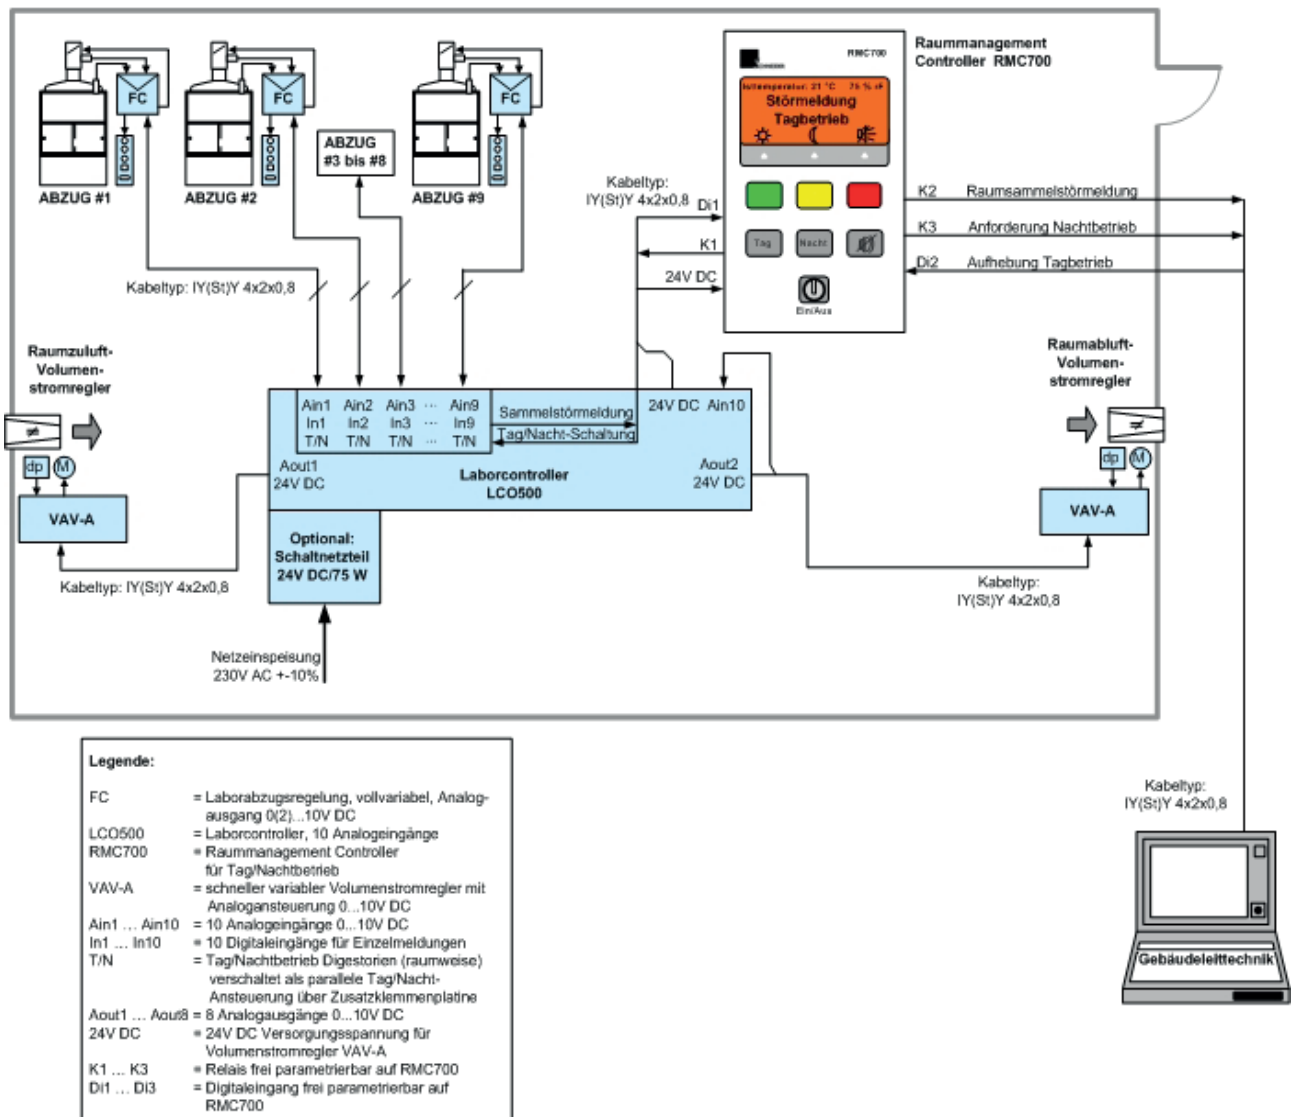 FC
FC
FC
ABZUG #1
ABZUG #2
ABZUG
#3 bis #8
ABZUG #9
RMC700
SCHNEIDER
Isttemperatur: 21 °C 75 % rF
Störmeldung
Tagbetrieb
Tag
Nacht
Ein/Aus
Raummanagement
Controller RMC700
Kabeltyp:
IY(St)Y 4x2x0,8
Di1
K1
24V DC
K2 Raumsammelstörmeldung
K3 Anforderung Nachtbetrieb
Di2 Aufhebung Tagbetrieb
Kabeltyp: IY(St)Y 4x2x0,8
Raumzuluft-
Volumen-
stromregler
dp
M
VAV-A
Kabeltyp: IY(St)Y 4x2x0,8
Ain1 Ain2 Ain3 ... Ain9
In1 In2 In3 ... In9
T/N T/N T/N ... T/N
Sammelstörmeldung
Tag/Nacht-Schaltung
24V DC Ain10
Aout1
24V DC
Laborcontroller
LCO500
Aout2
24V DC
Optional:
Schaltnetzteil
24V DC/75 W
Netzeinspeisung
230V AC +-10%
Raumabluft-
Volumen-
stromregler
dp
M
VAV-A
Kabeltyp:
IY(St)Y 4x2x0,8
Kabeltyp:
IY(St)Y 4x2x0,8
Gebäudeleittechnik
Legende:
FC = Laborabzugsregelung, vollvariabel, Analog-
ausgang 0(2)...10V DC
LCO500 = Laborcontroller, 10 Analogeingänge
RMC700 = Raummanagement Controller
für Tag/Nachtbetrieb
VAV-A = schneller variabler Volumenstromregler mit
Analogansteuerung 0...10V DC
Ain1 ... Ain10 = 10 Analogeingänge 0...10V DC
In1 ... In10 = 10 Digitaleingänge für Einzelmeldungen
T/N = Tag/Nachtbetrieb Digestorien (raumweise)
verschaltet als parallele Tag/Nacht-
Ansteuerung über Zusatzklemmenplatine
Aout1 ... Aout8 = 8 Analogausgänge 0...10V DC
24V DC = 24V DC Versorgungsspannung für
Volumenstromregler VAV-A
K1 ... K3 = Relais frei parametrierbar auf RMC700
Di1 ... Di3 = Digitaleingang frei parametrierbar auf
RMC700